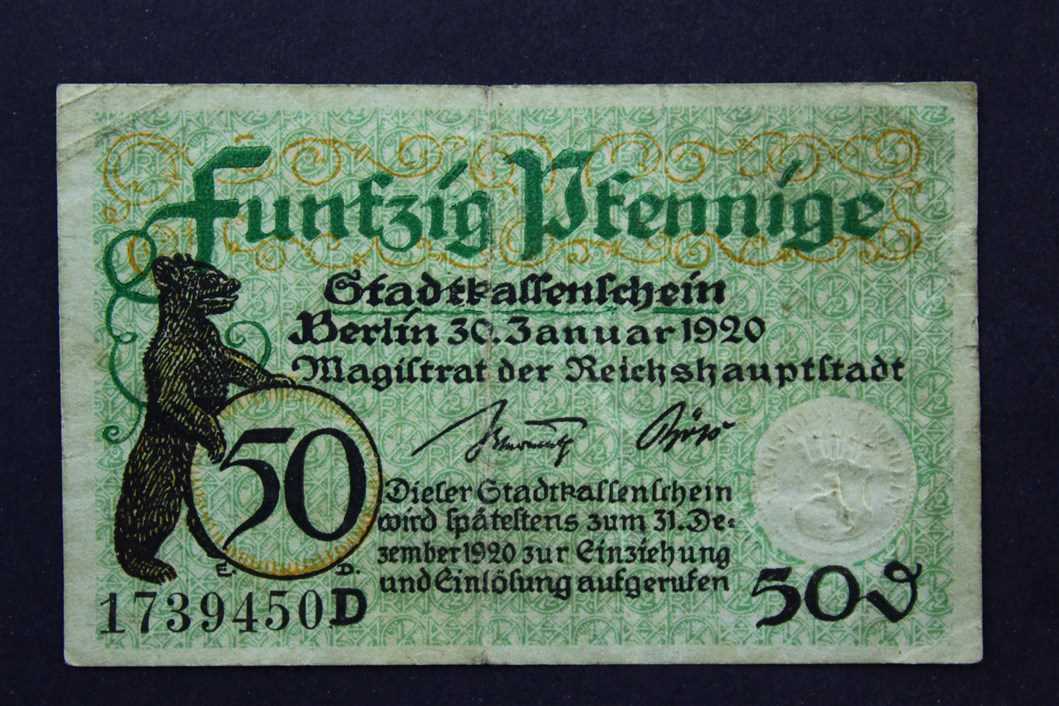 Funfzig Pfennige
Stadtkassenschein
Berlin 30. Januar 1920
Magistrat der Reichshauptstadt
50
Dieser Stadtkassenschein
wird spätestens zum 31. De=
zember 1920 zur Einziehung
und Einlösung aufgerufen
E. D.
1739450D
50₰